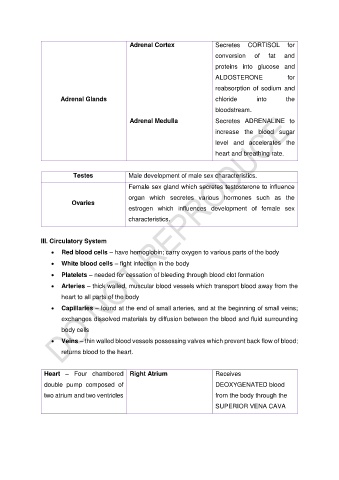 Adrenal Glands
Adrenal Cortex
Secretes CORTISOL for
conversion of fat and
proteins into glucose and
ALDOSTERONE for
reabsorption of sodium and
chloride into the
bloodstream.
Adrenal Medulla
Secretes ADRENALINE to
increase the blood sugar
level and accelerates the
heart and breathing rate.
Testes
Male development of male sex characteristics.
Ovaries
Female sex gland which secretes testosterone to influence
organ which secretes various hormones such as the
estrogen which influences development of female sex
characteristics.
III. Circulatory System
• Red blood cells – have hemoglobin; carry oxygen to various parts of the body
• White blood cells – fight infection in the body
• Platelets – needed for cessation of bleeding through blood clot formation
• Arteries – thick walled, muscular blood vessels which transport blood away from the
heart to all parts of the body
• Capillaries – found at the end of small arteries, and at the beginning of small veins;
exchanges dissolved materials by diffusion between the blood and fluid surrounding
body cells
• Veins – thin walled blood vessels possessing valves which prevent back flow of blood;
returns blood to the heart.
Heart – Four chambered
double pump composed of
two atrium and two ventricles
Right Atrium
Receives
DEOXYGENATED blood
from the body through the
SUPERIOR VENA CAVA
DO NOT REPRODUCE